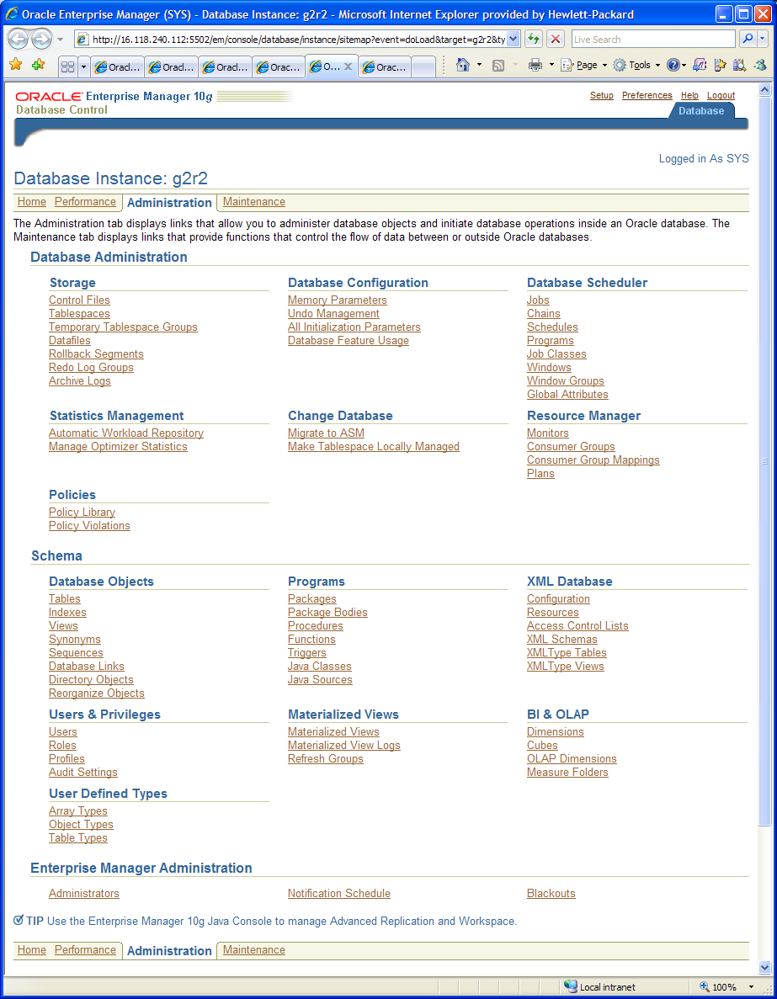 Oracle Enterprise Manager (SYS) - Database Instance: g2r2 - Microsoft Internet Explorer provided by Hewlett-Packard
http://16.118.240.112:5502/em/console/database/instance/sitemap?event=doLoad&target=g2r2&ty
Live Search
Oracl... Oracl... Oracl... Orac... O... Orac...
Page Tools
ORACLE Enterprise Manager 10g
Database Control
Setup Preferences Help Logout
Database
Logged in As SYS
Database Instance: g2r2
Home Performance Administration Maintenance
The Administration tab displays links that allow you to administer database objects and initiate database operations inside an Oracle database. The
Maintenance tab displays links that provide functions that control the flow of data between or outside Oracle databases.
Database Administration
Storage
Control Files
Tablespaces
Temporary Tablespace Groups
Datafiles
Rollback Segments
Redo Log Groups
Archive Logs
Database Configuration
Memory Parameters
Undo Management
All Initialization Parameters
Database Feature Usage
Database Scheduler
Jobs
Chains
Schedules
Programs
Job Classes
Windows
Window Groups
Global Attributes
Statistics Management
Automatic Workload Repository
Manage Optimizer Statistics
Change Database
Migrate to ASM
Make Tablespace Locally Managed
Resource Manager
Monitors
Consumer Groups
Consumer Group Mappings
Plans
Policies
Policy Library
Policy Violations
Schema
Database Objects
Tables
Indexes
Views
Synonyms
Sequences
Database Links
Directory Objects
Reorganize Objects
Programs
Packages
Package Bodies
Procedures
Functions
Triggers
Java Classes
Java Sources
XML Database
Configuration
Resources
Access Control Lists
XML Schemas
XMLType Tables
XMLType Views
Users & Privileges
Users
Roles
Profiles
Audit Settings
Materialized Views
Materialized Views
Materialized View Logs
Refresh Groups
BI & OLAP
Dimensions
Cubes
OLAP Dimensions
Measure Folders
User Defined Types
Array Types
Object Types
Table Types
Enterprise Manager Administration
Administrators Notification Schedule Blackouts
TIP Use the Enterprise Manager 10g Java Console to manage Advanced Replication and Workspace.
Home Performance Administration Maintenance
Local intranet
100%